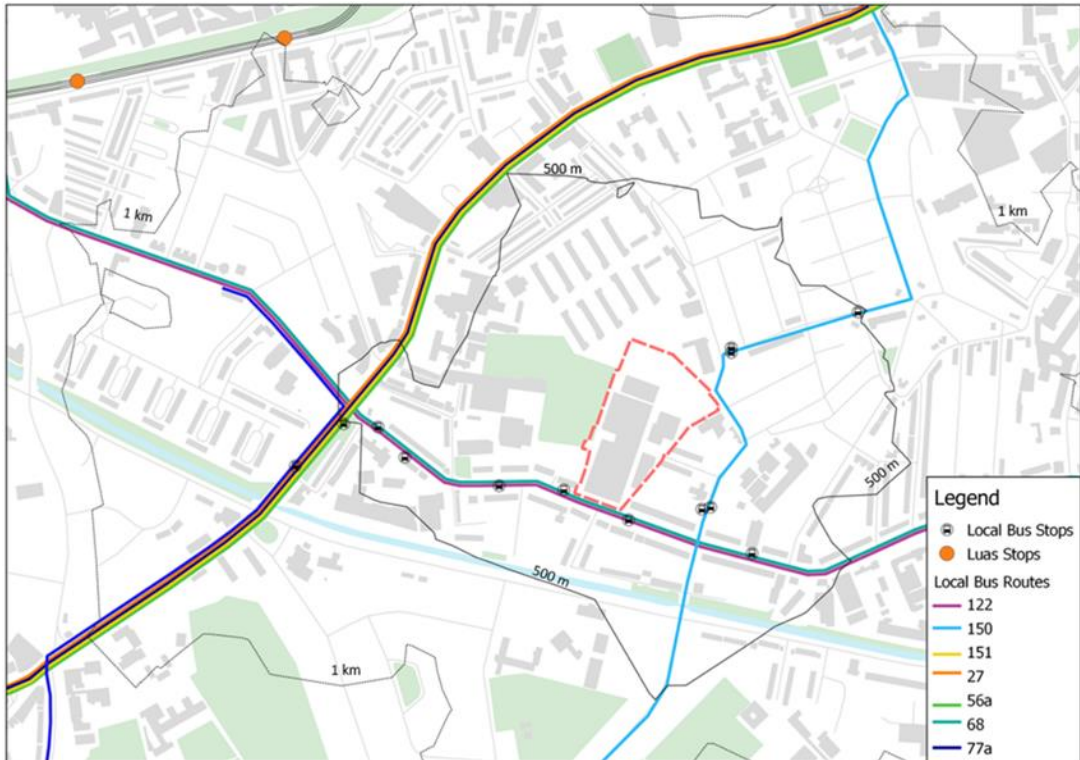 500 m
1 km
1 km
500 m
500 m
1 km
Legend
Local Bus Stops
Luas Stops
Local Bus Routes
122
150
151
27
56a
68
77a